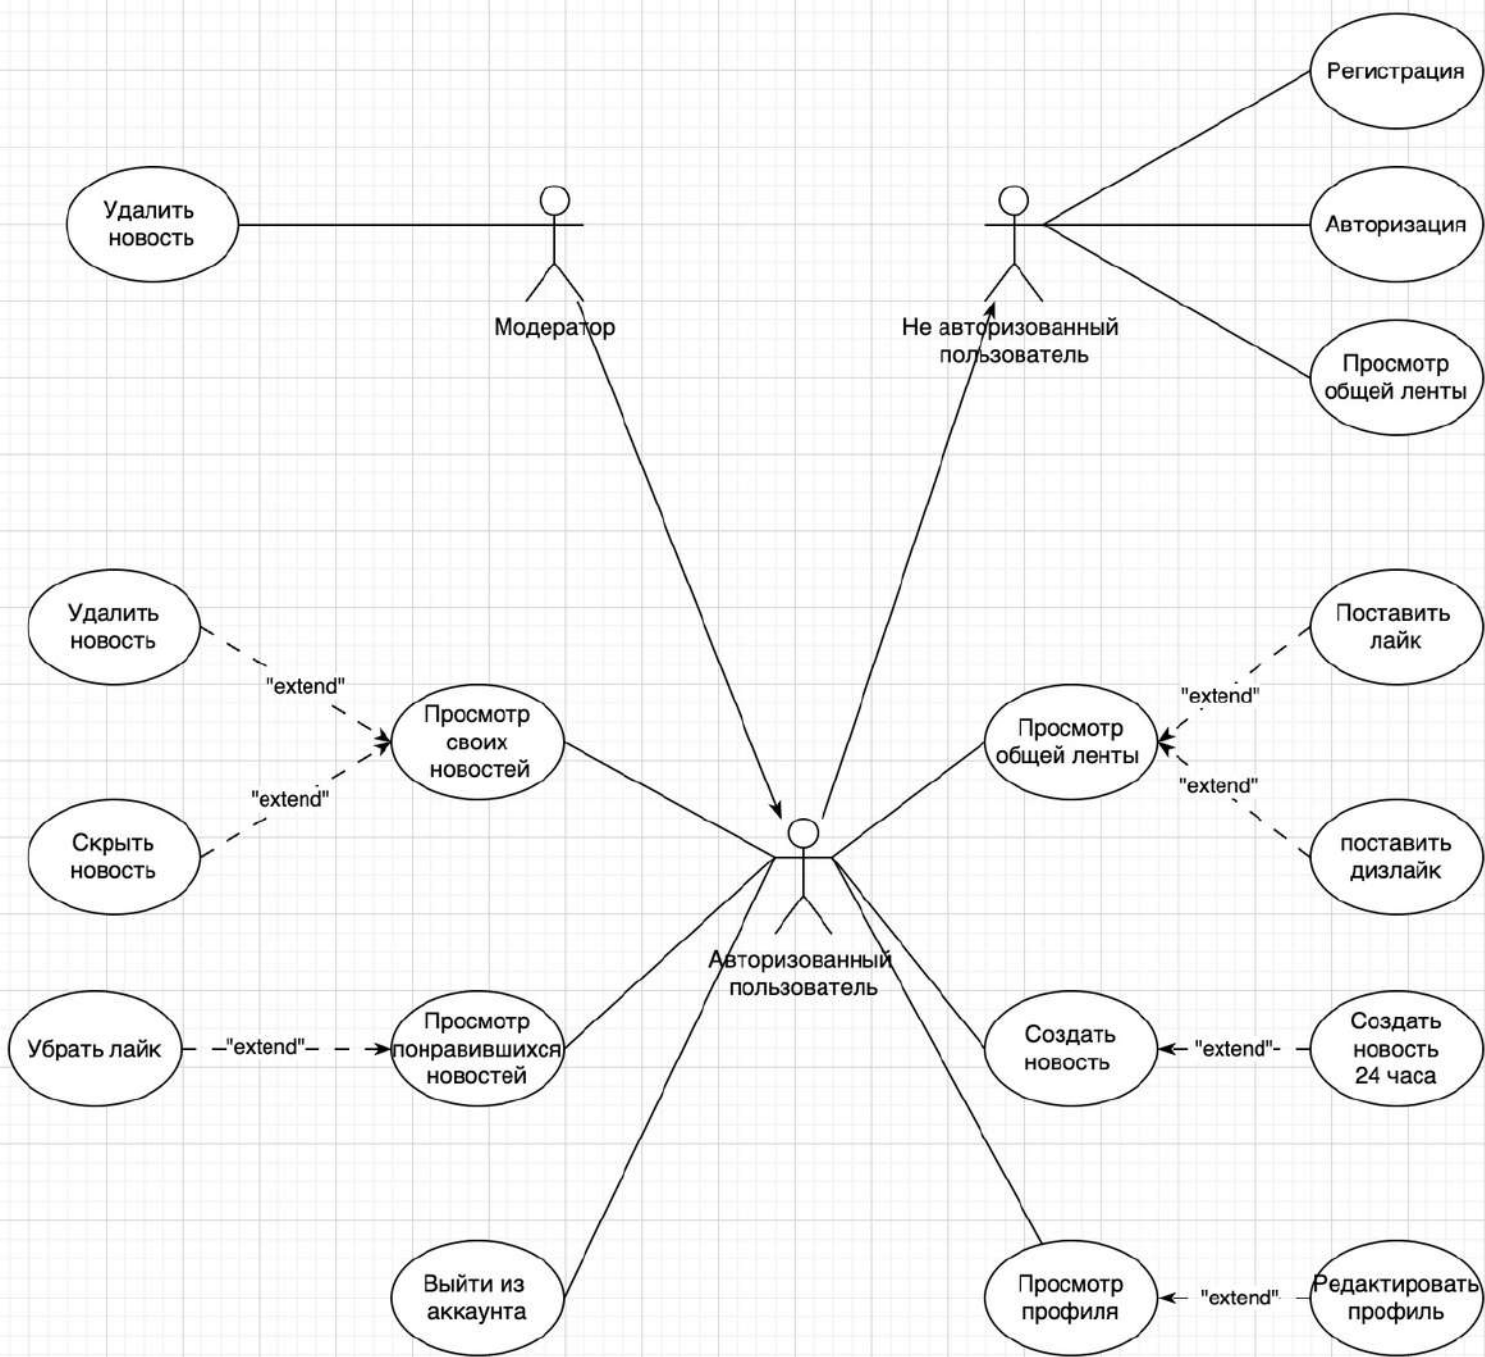 Регистрация
Удалить
новость
Авторизация
Модератор
Не авторизованный
пользователь
Просмотр
общей ленты
Удалить
новость
"extend"
Просмотр
своих
новостей
"extend"
Скрыть
новость
Просмотр
общей ленты
Поставить
лайк
"extend"
"extend"
поставить
дизлайк
Авторизованный
пользователь
Убрать лайк
"extend"
Просмотр
понравившихся
новостей
Создать
новость
"extend"
Создать
новость
24 часа
Выйти из
аккаунта
Просмотр
профиля
"extend"
Редактировать
профиль